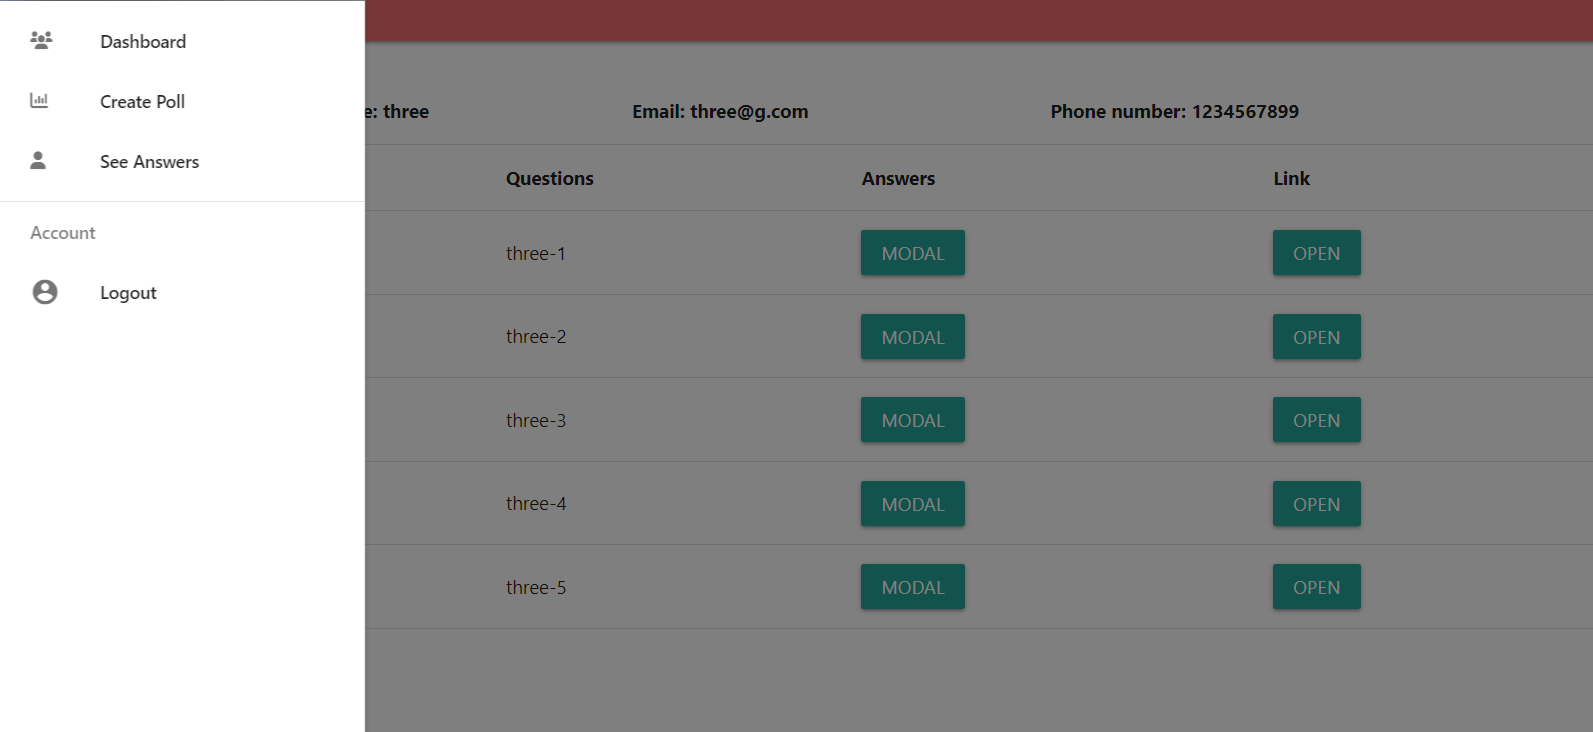 Dashboard
Create Poll
See Answers
Account
Logout
e: three Email: three@g.com Phone number: 1234567899
Questions Answers Link
three-1 MODAL OPEN
three-2 MODAL OPEN
three-3 MODAL OPEN
three-4 MODAL OPEN
three-5 MODAL OPEN